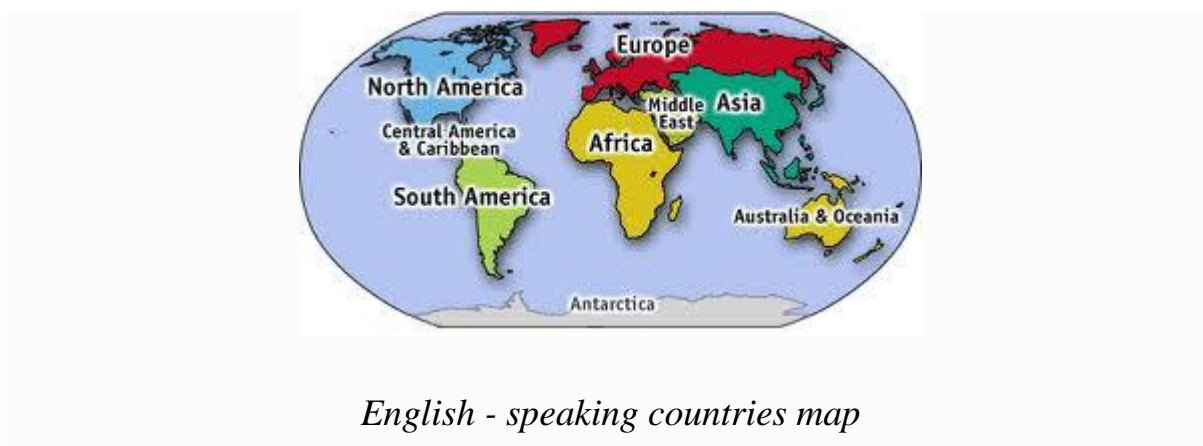 Europe
North America
Middle
East
Asia
Central America
& Caribbean
Africa
South America
Australia & Oceania
Antarctica
English - speaking countries map